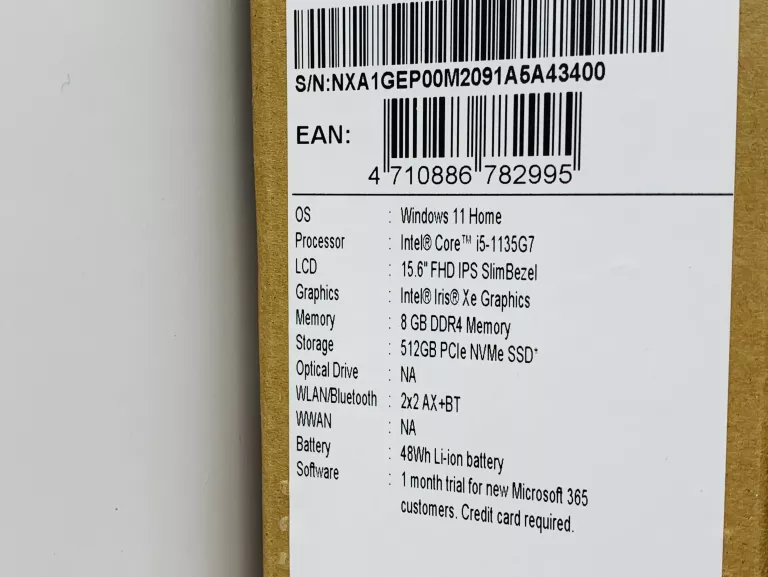 S/N:NXA1GEP00M2091A5A43400
EAN:
4 710886 782995
OS : Windows 11 Home
Processor : Intel® Core™ i5-1135G7
LCD : 15.6" FHD IPS SlimBezel
Graphics : Intel® Iris® Xe Graphics
Memory : 8 GB DDR4 Memory
Storage : 512GB PCIe NVMe SSD*
Optical Drive : NA
WLAN/Bluetooth : 2x2 AX+BT
WWAN : NA
Battery : 48Wh Li-ion battery
Software : 1 month trial for new Microsoft 365
customers. Credit card required.